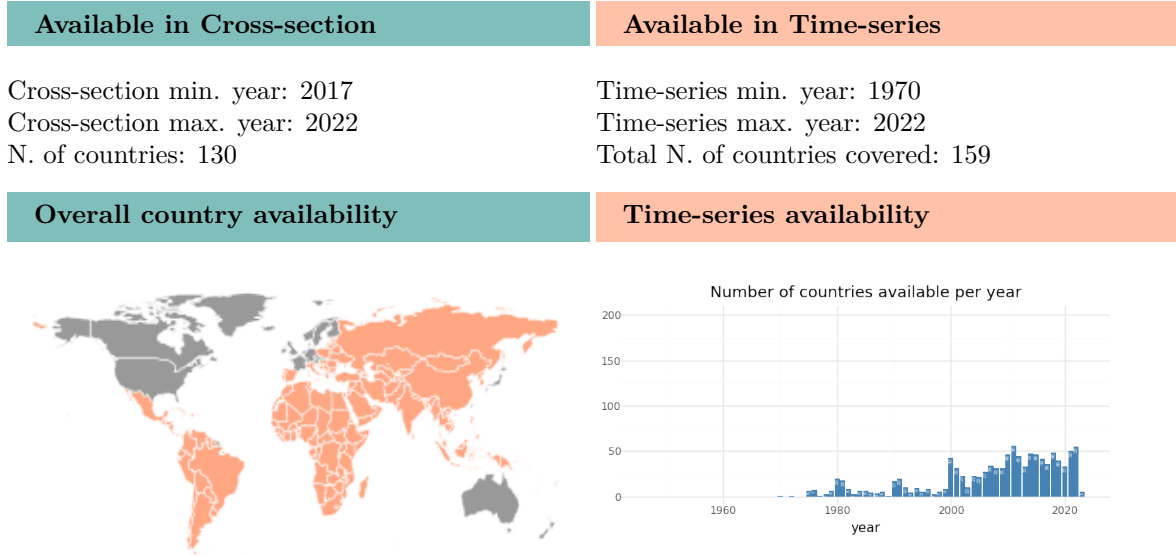 Available in Cross-section
Available in Time-series
Cross-section min. year: 2017
Cross-section max. year: 2022
N. of countries: 130
Time-series min. year: 1970
Time-series max. year: 2022
Total N. of countries covered: 159
Overall country availability
Time-series availability
Number of countries available per year
200
150
100
50
0
1960
1980
2000
2020
year